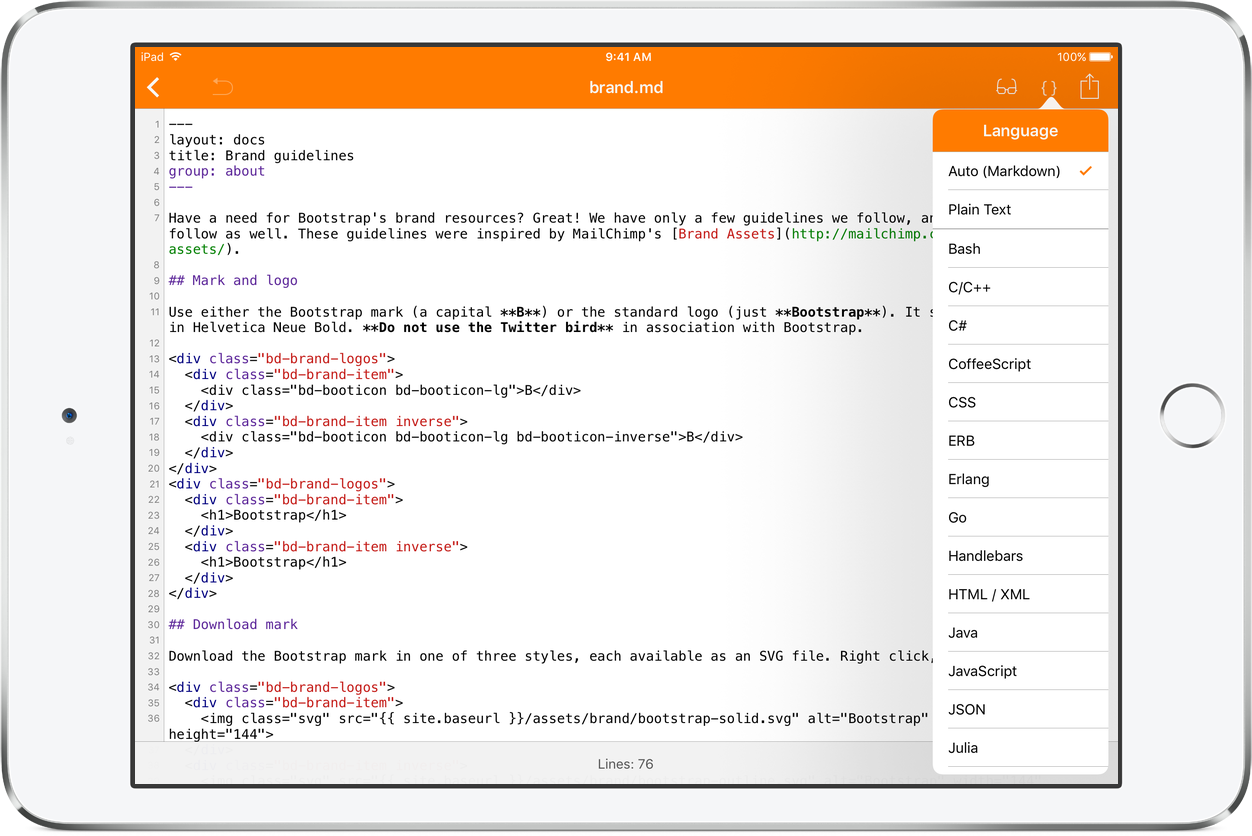 iPad 9:41 AM 100%
brand.md
{ }
1 ---
2 layout: docs
3 title: Brand guidelines
4 group: about
5 ---
6
7 Have a need for Bootstrap's brand resources? Great! We have only a few guidelines we follow, an
follow as well. These guidelines were inspired by MailChimp's [Brand Assets](http://mailchimp.c
assets/).
8
9 ## Mark and logo
10
11 Use either the Bootstrap mark (a capital **B**) or the standard logo (just **Bootstrap**). It s
in Helvetica Neue Bold. **Do not use the Twitter bird** in association with Bootstrap.
12
13 <div class="bd-brand-logos">
14   <div class="bd-brand-item">
15     <div class="bd-booticon bd-booticon-lg">B</div>
16   </div>
17   <div class="bd-brand-item inverse">
18     <div class="bd-booticon bd-booticon-lg bd-booticon-inverse">B</div>
19   </div>
20 </div>
21 <div class="bd-brand-logos">
22   <div class="bd-brand-item">
23     <h1>Bootstrap</h1>
24   </div>
25   <div class="bd-brand-item inverse">
26     <h1>Bootstrap</h1>
27   </div>
28 </div>
29
30 ## Download mark
31
32 Download the Bootstrap mark in one of three styles, each available as an SVG file. Right click,
33
34 <div class="bd-brand-logos">
35   <div class="bd-brand-item">
36     <img class="svg" src="{{ site.baseurl }}/assets/brand/bootstrap-solid.svg" alt="Bootstrap"
height="144">
Lines: 76
Language
Auto (Markdown)
Plain Text
Bash
C/C++
C#
CoffeeScript
CSS
ERB
Erlang
Go
Handlebars
HTML / XML
Java
JavaScript
JSON
Julia